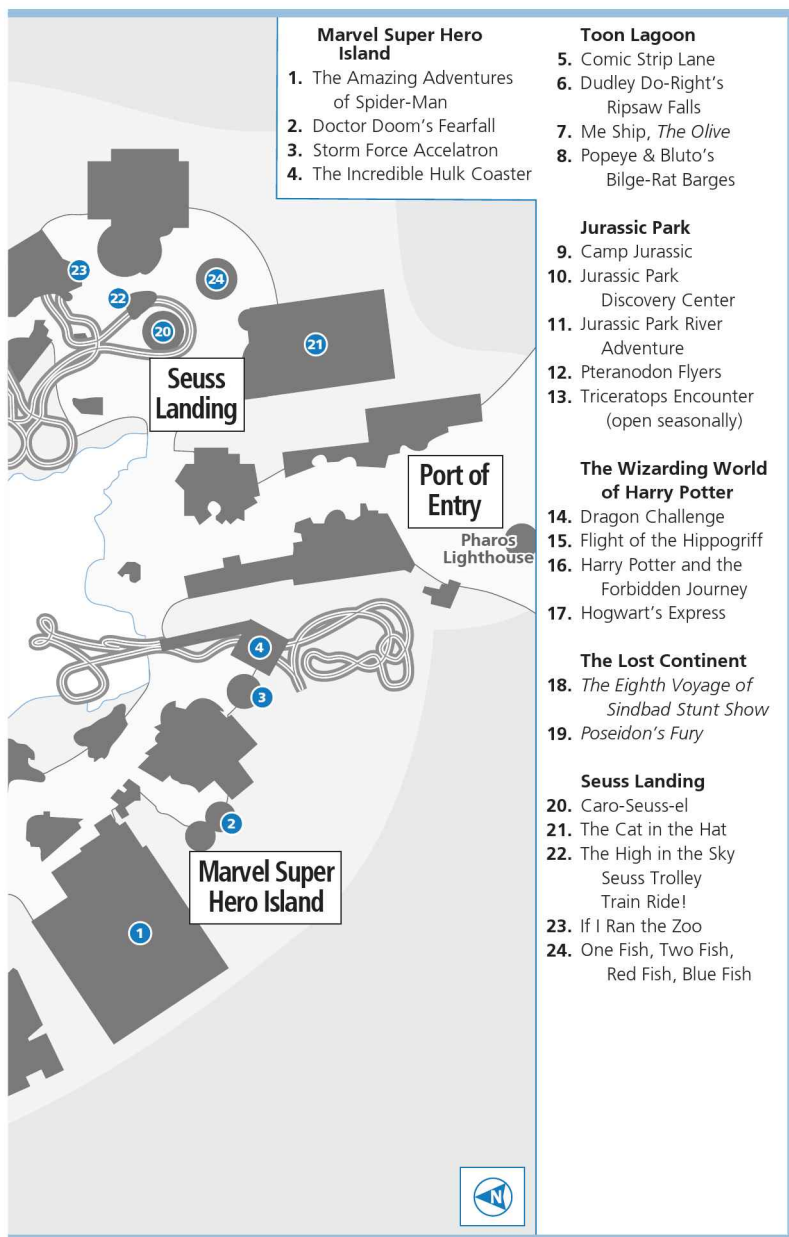 Marvel Super Hero
Island
1. The Amazing Adventures
of Spider-Man
2. Doctor Doom’s Fearfall
3. Storm Force Accelatron
4. The Incredible Hulk Coaster
Toon Lagoon
5. Comic Strip Lane
6. Dudley Do-Right’s
Ripsaw Falls
7. Me Ship, The Olive
8. Popeye & Bluto’s
Bilge-Rat Barges
Jurassic Park
9. Camp Jurassic
10. Jurassic Park
Discovery Center
11. Jurassic Park River
Adventure
12. Pteranodon Flyers
13. Triceratops Encounter
(open seasonally)
The Wizarding World
of Harry Potter
14. Dragon Challenge
15. Flight of the Hippogriff
16. Harry Potter and the
Forbidden Journey
17. Hogwart’s Express
The Lost Continent
18. The Eighth Voyage of
Sindbad Stunt Show
19. Poseidon’s Fury
Seuss Landing
20. Caro-Seuss-el
21. The Cat in the Hat
22. The High in the Sky
Seuss Trolley
Train Ride!
23. If I Ran the Zoo
24. One Fish, Two Fish,
Red Fish, Blue Fish
23
24
22
20
21
Seuss
Landing
Port of
Entry
Pharos
Lighthouse
4
3
2
Marvel Super
Hero Island
1
N